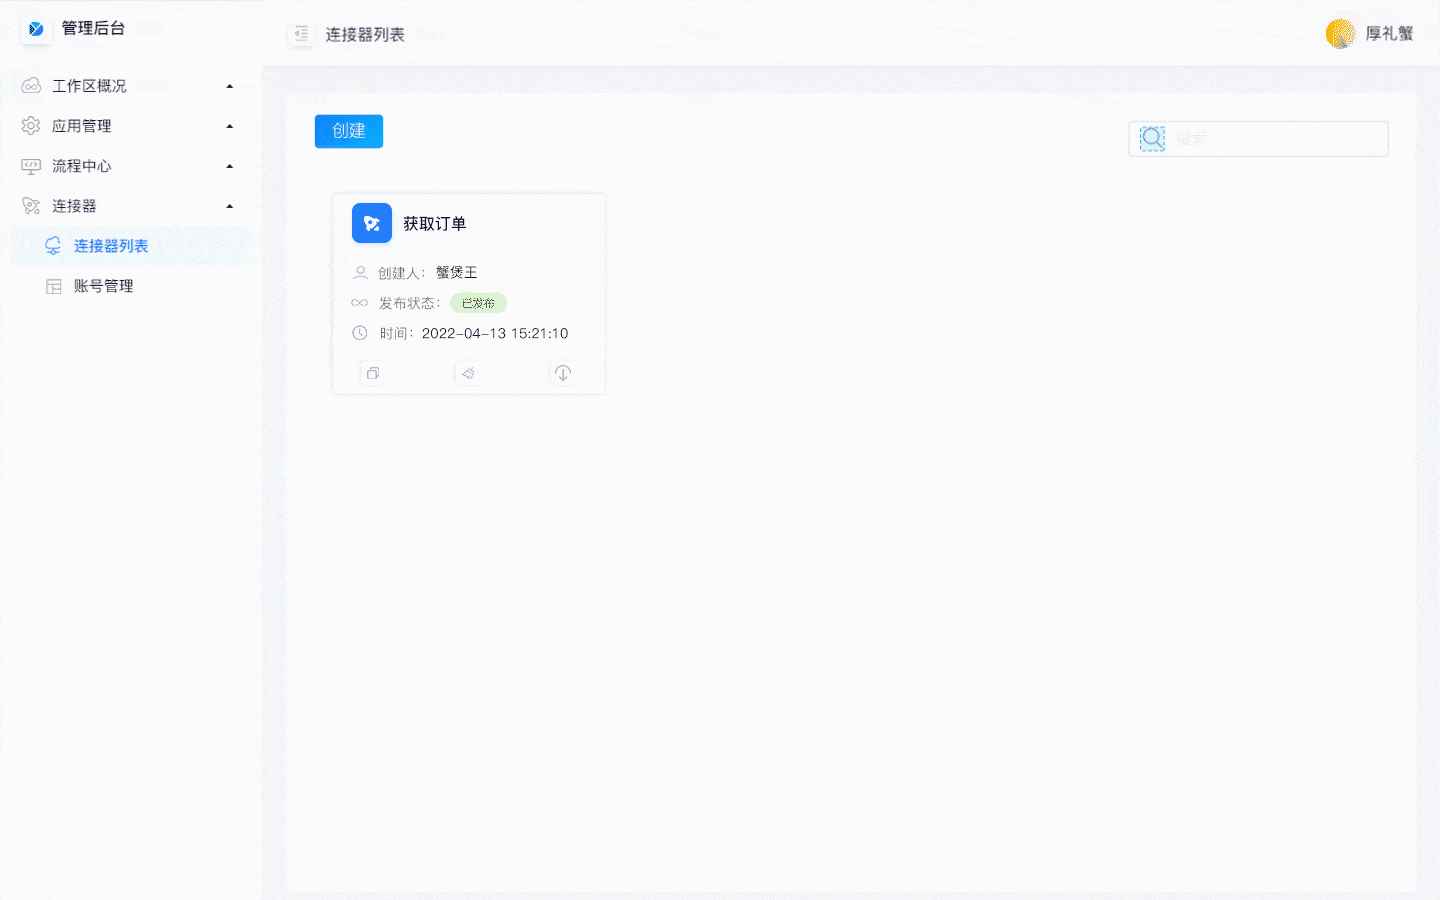 管理后台
工作区概况
应用管理
流程中心
连接器
连接器列表
账号管理
连接器列表
厚礼蟹
创建
获取订单
创建人： 蟹煲王
发布状态： 已发布
时间： 2022-04-13 15:21:10